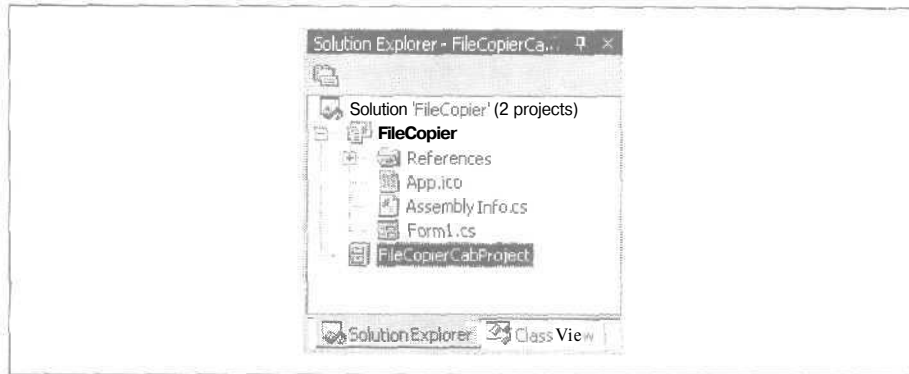 Solution Explorer - FileCopierCa...
Solution 'FileCopier' (2 projects)
FileCopier
References
App.ico
AssemblyInfo.cs
Form1.cs
FileCopierCabProject
Solution Explorer Class View